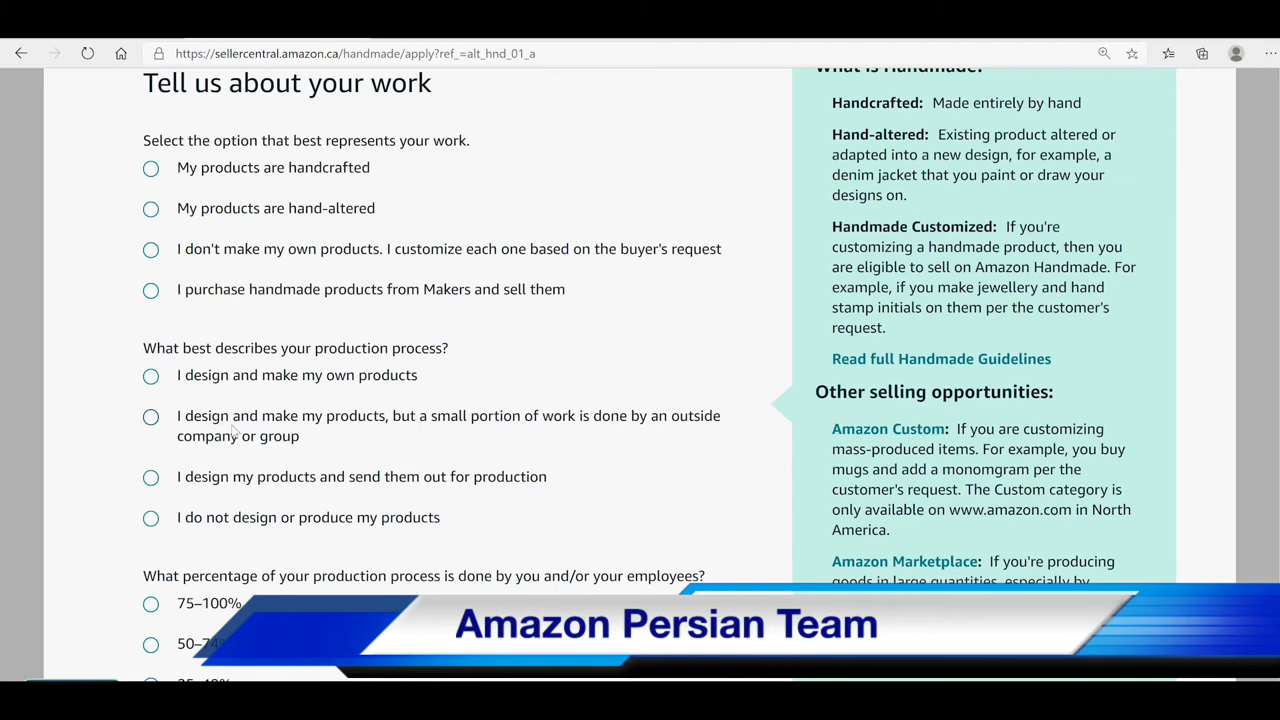 https://sellercentral.amazon.ca/handmade/apply?ref_=alt_hnd_01_a
Tell us about your work
Select the option that best represents your work.
My products are handcrafted
My products are hand-altered
I don't make my own products. I customize each one based on the buyer's request
I purchase handmade products from Makers and sell them
What best describes your production process?
I design and make my own products
I design and make my products, but a small portion of work is done by an outside
company or group
I design my products and send them out for production
I do not design or produce my products
What percentage of your production process is done by you and/or your employees?
75–100%
What is Handmade?
Handcrafted: Made entirely by hand
Hand-altered: Existing product altered or
adapted into a new design, for example, a
denim jacket that you paint or draw your
designs on.
Handmade Customized: If you're
customizing a handmade product, then you
are eligible to sell on Amazon Handmade. For
example, if you make jewellery and hand
stamp initials on them per the customer's
request.
Read full Handmade Guidelines
Other selling opportunities:
Amazon Custom: If you are customizing
mass-produced items. For example, you buy
mugs and add a monomgram per the
customer's request. The Custom category is
only available on www.amazon.com in North
America.
Amazon Marketplace: If you're producing
goods in large quantities, especially by
Amazon Persian Team